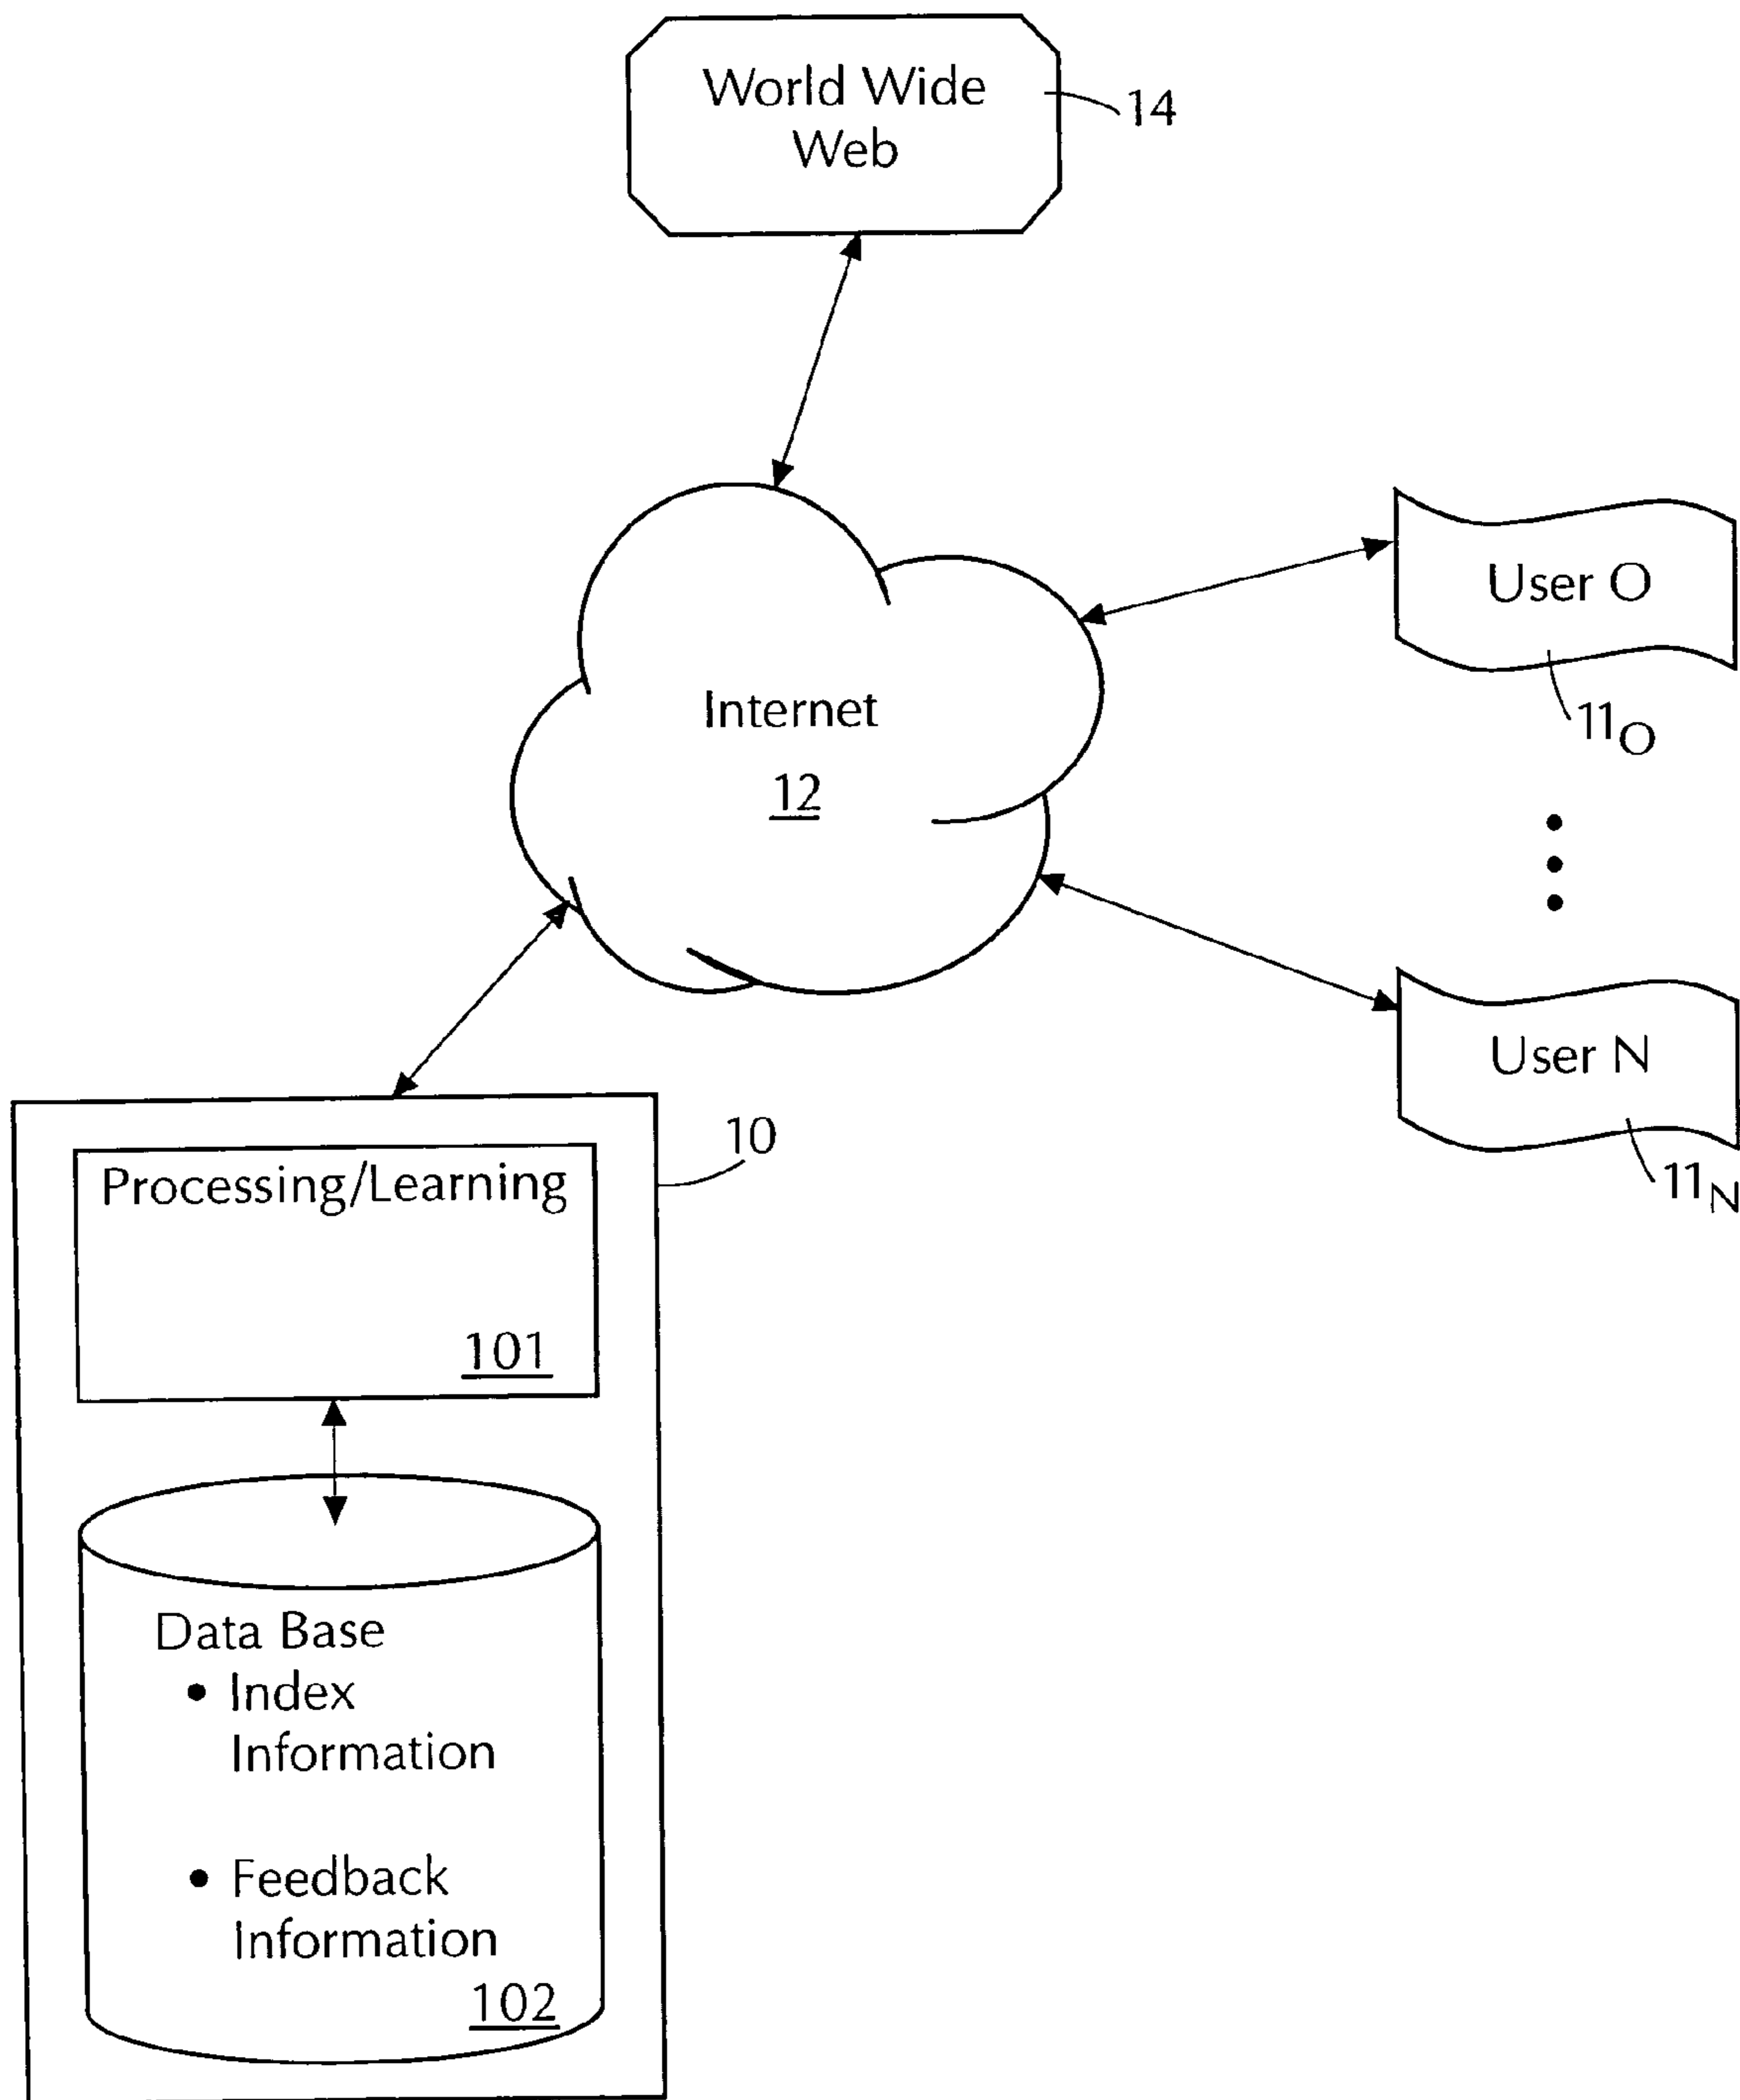 World Wide
Web
14
User O
11O
Internet
12
User N
11N
10
Processing/Learning
101
Data Base
• Index
Information
• Feedback
Information
102